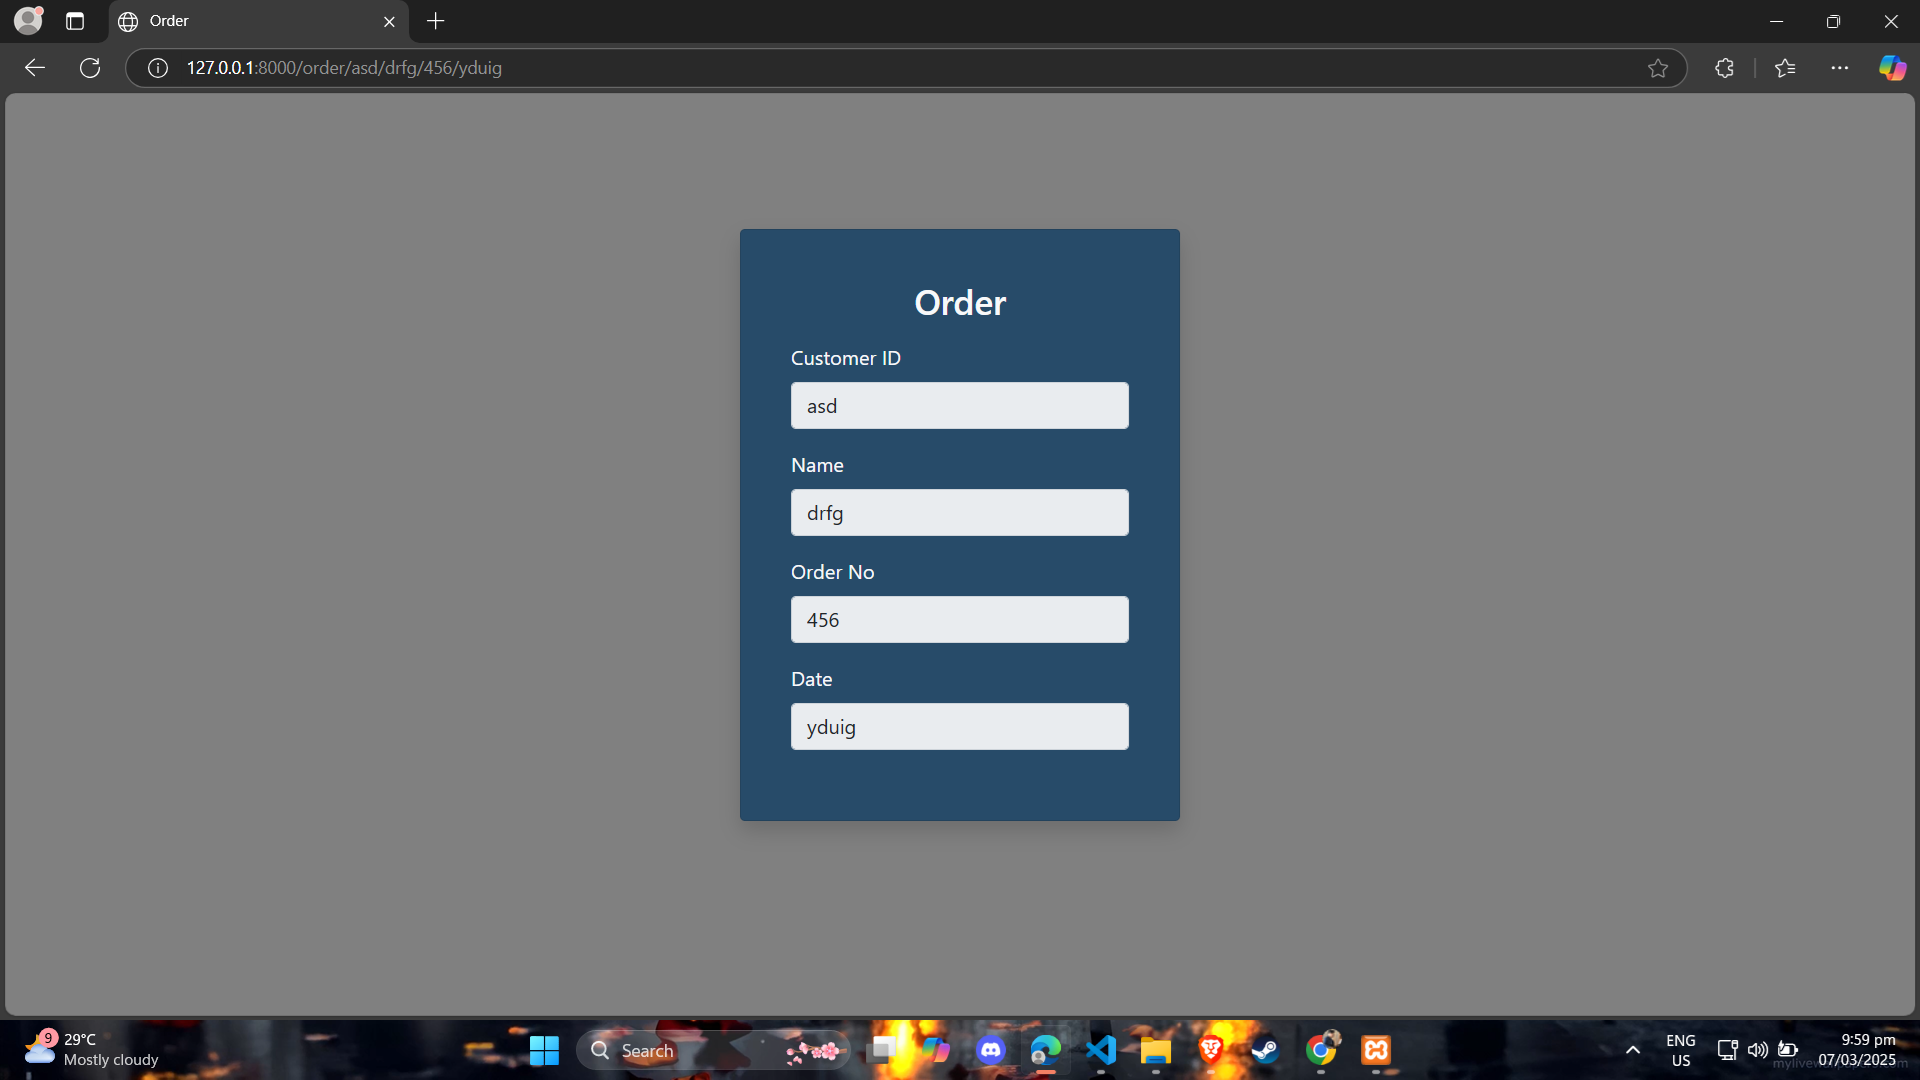 Order
127.0.0.1:8000/order/asd/drfg/456/yduig
Order
Customer ID
asd
Name
drfg
Order No
456
Date
yduig
9
29°C
Mostly cloudy
Search
ENG
US
9:59 pm
07/03/2025